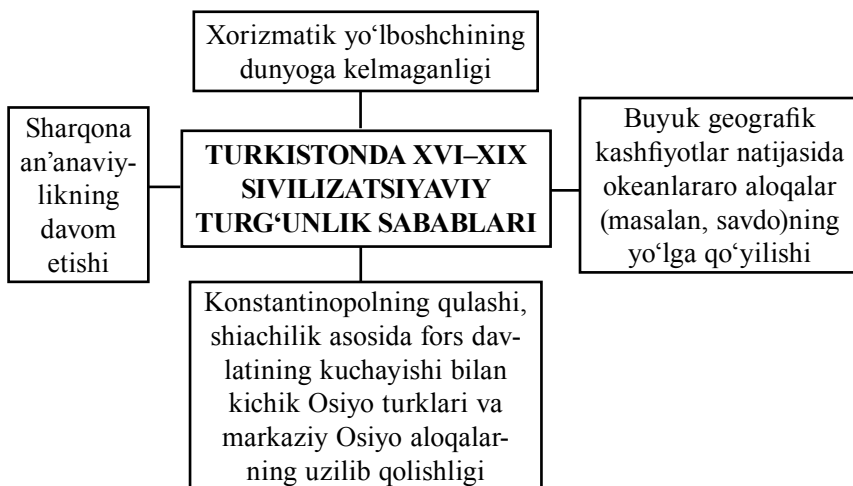 Xorizmatik yo‘lboshchining
dunyoga kelmaganligi
Sharqona
an’anaviy-
likning
davom
etishi
TURKISTONDA XVI–XIX
SIVILIZATSIYAVIY
TURG‘UNLIK SABABLARI
Buyuk geografik
kashfiyotlar natijasida
okeanlararo aloqalar
(masalan, savdo)ning
yo‘lga qo‘yilishi
Konstantinopolning qulashi,
shiachilik asosida fors dav-
latining kuchayishi bilan
kichik Osiyo turklari va
markaziy Osiyo aloqalar-
ning uzilib qolishligi